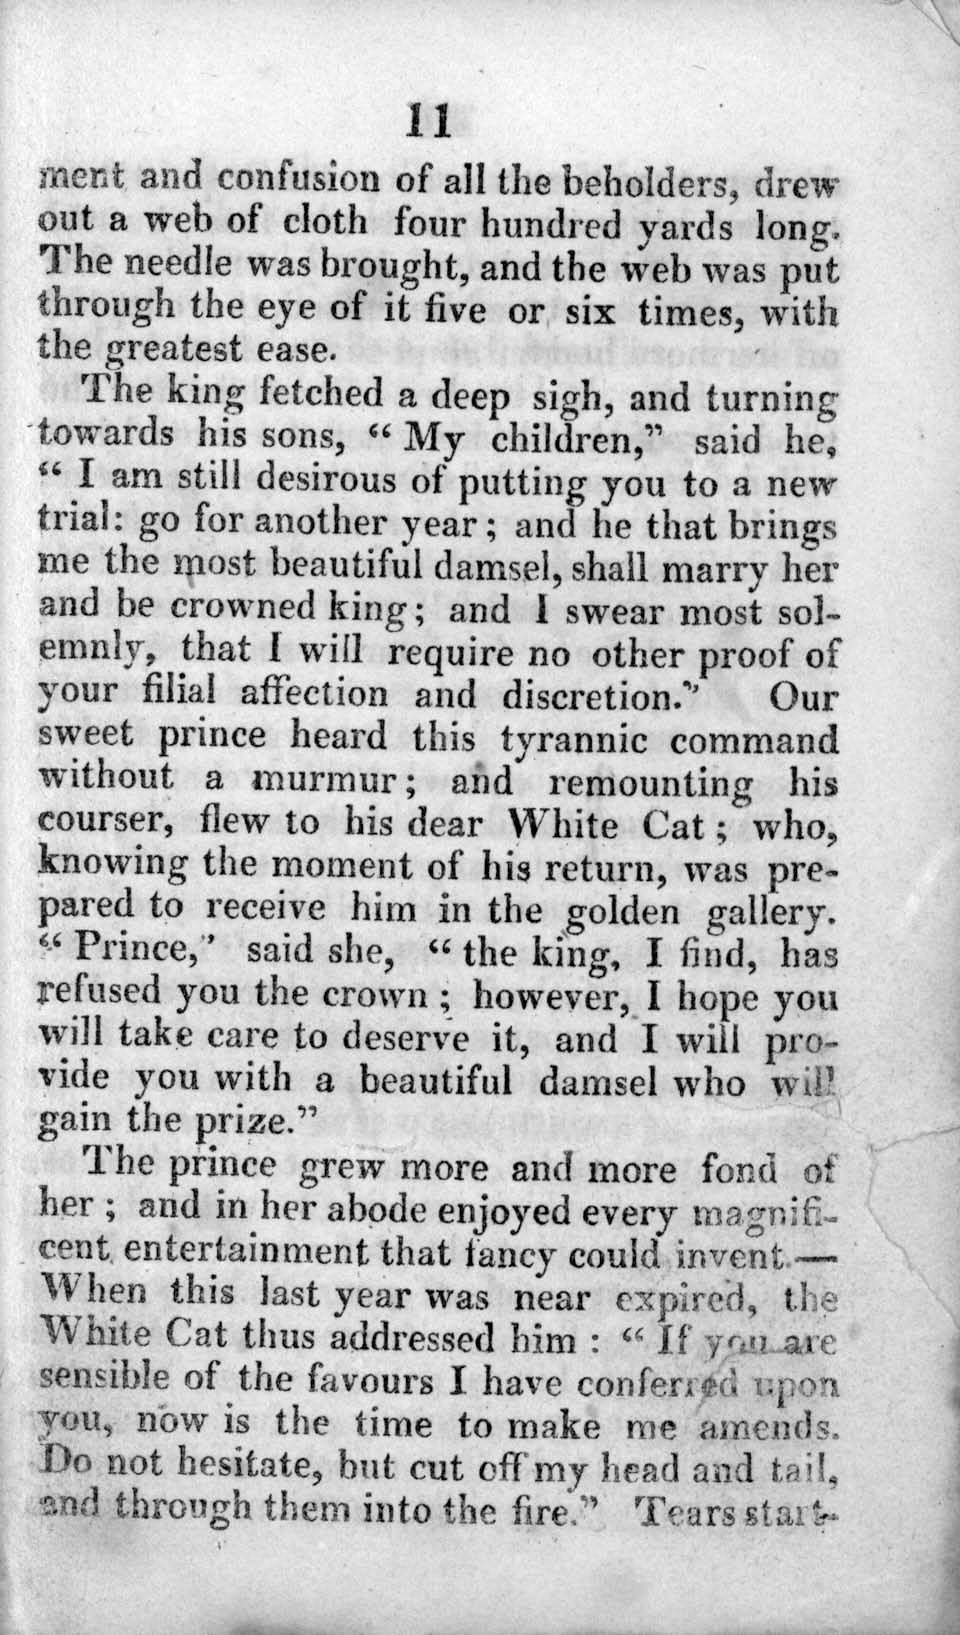 11
ment and confusion of all the beholders, drew
out a web of cloth four hundred yards long.
The needle was brought, and the web was put
through the eye of it five or six times, with
the greatest ease.
The king fetched a deep sigh, and turning
towards his sons, “ My children,” said he,
“ I am still desirous of putting you to a new
trial: go for another year ; and he that brings
me the most beautiful damsel, shall marry her
and be crowned king ; and I swear most sol-
emnly, that I will require no other proof of
your filial affection and discretion.” Our
sweet prince heard this tyrannic command
without a murmur ; and remounting his
courser, flew to his dear White Cat ; who,
knowing the moment of his return, was pre-
pared to receive him in the golden gallery.
“ Prince,” said she, “ the king, I find, has
refused you the crown ; however, I hope you
will take care to deserve it, and I will pro-
vide you with a beautiful damsel who will
gain the prize.”
The prince grew more and more fond of
her ; and in her abode enjoyed every magnifi-
cent entertainment that fancy could invent.—
When this last year was near expired, the
White Cat thus addressed him : “ If you are
sensible of the favours I have conferred upon
you, now is the time to make me amends.
Do not hesitate, but cut off my head and tail,
and through them into the fire.” Tears start-